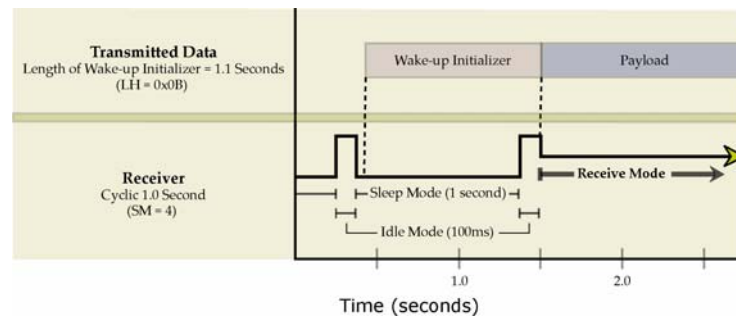 Transmitted Data
Length of Wake-up Initializer = 1.1 Seconds
(LH = 0x0B)
Wake-up Initializer
Payload
Receiver
Cyclic 1.0 Second
(SM = 4)
Sleep Mode (1 second)
Receive Mode
Idle Mode (100ms)
1.0
2.0
Time (seconds)